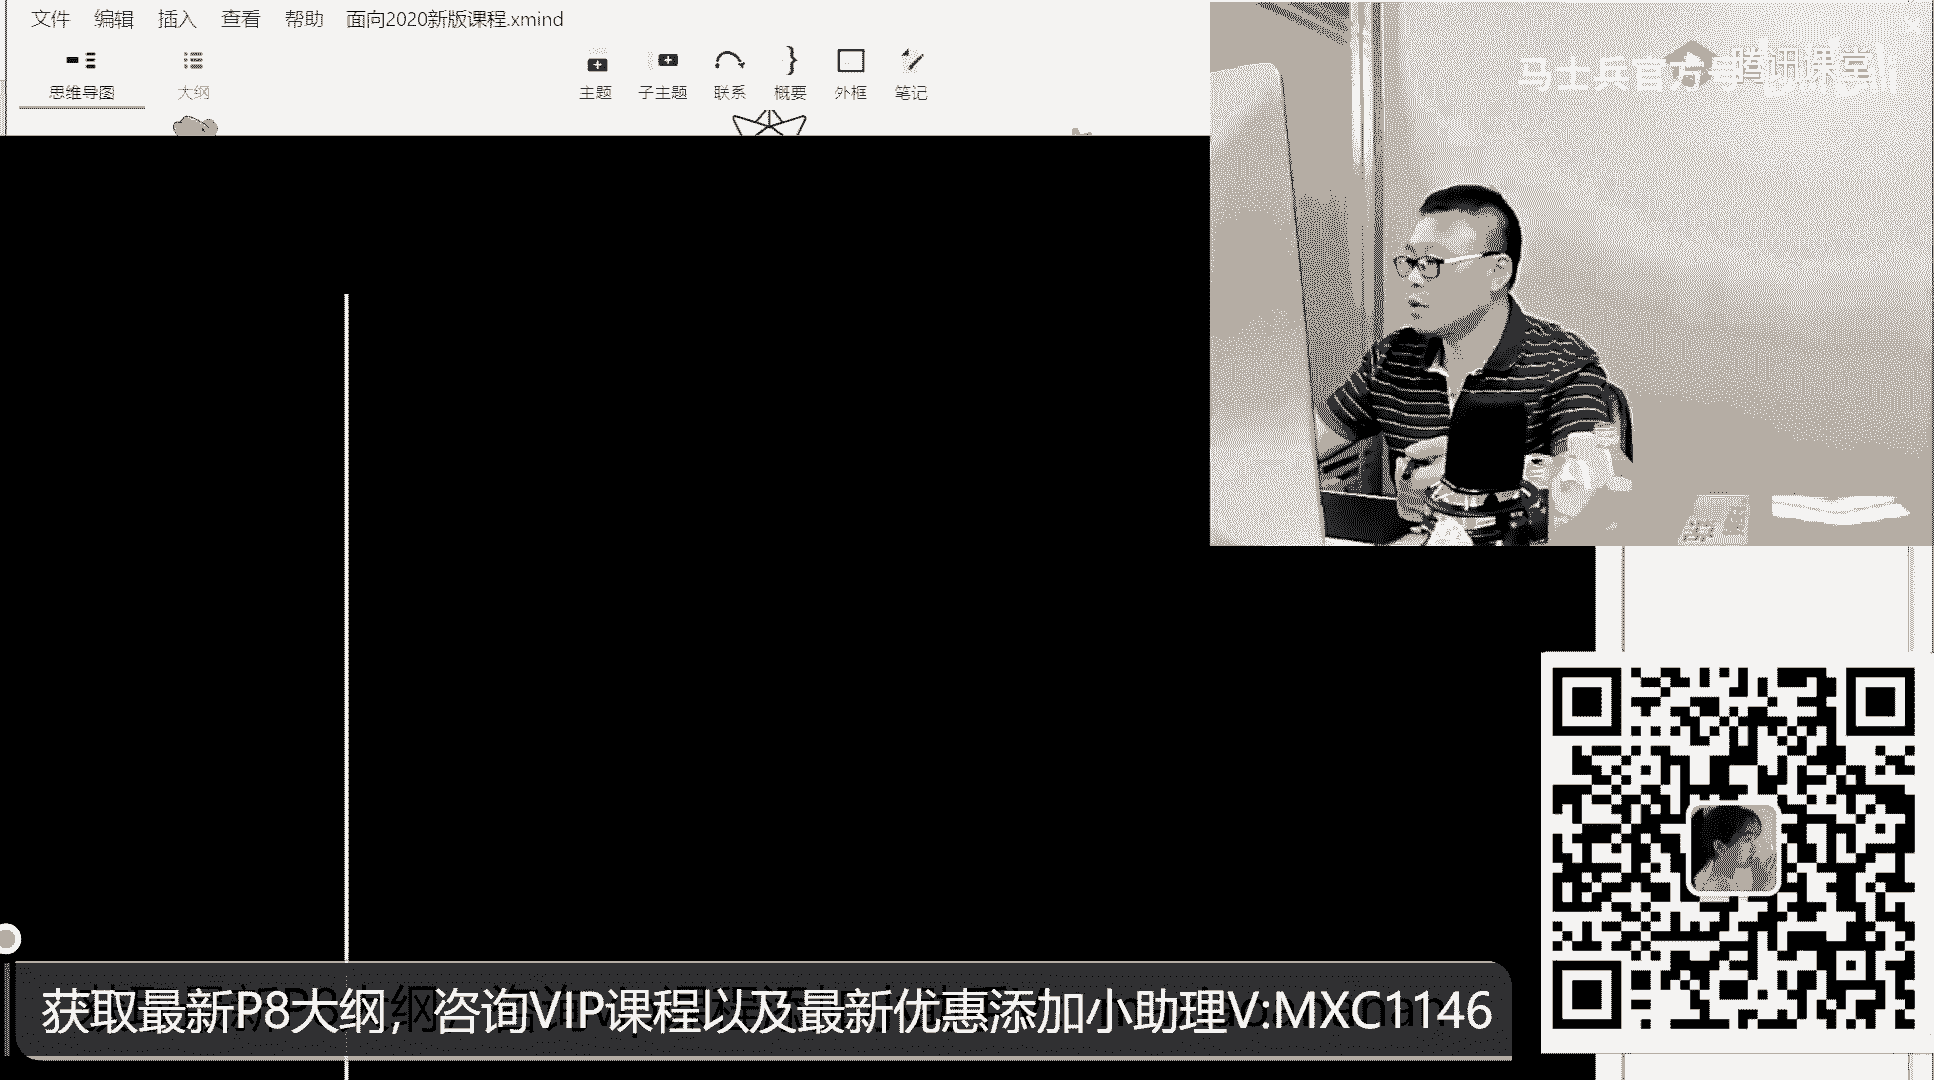 文件 编辑 插入 查看 帮助 面向2020新版课程.xmind
思维导图 大纲 主题 子主题 联系 概要 外框 笔记
马士兵官方号
腾讯课堂
获取最新P8大纲，咨询VIP课程以及最新优惠添加小助理V:MXC1146